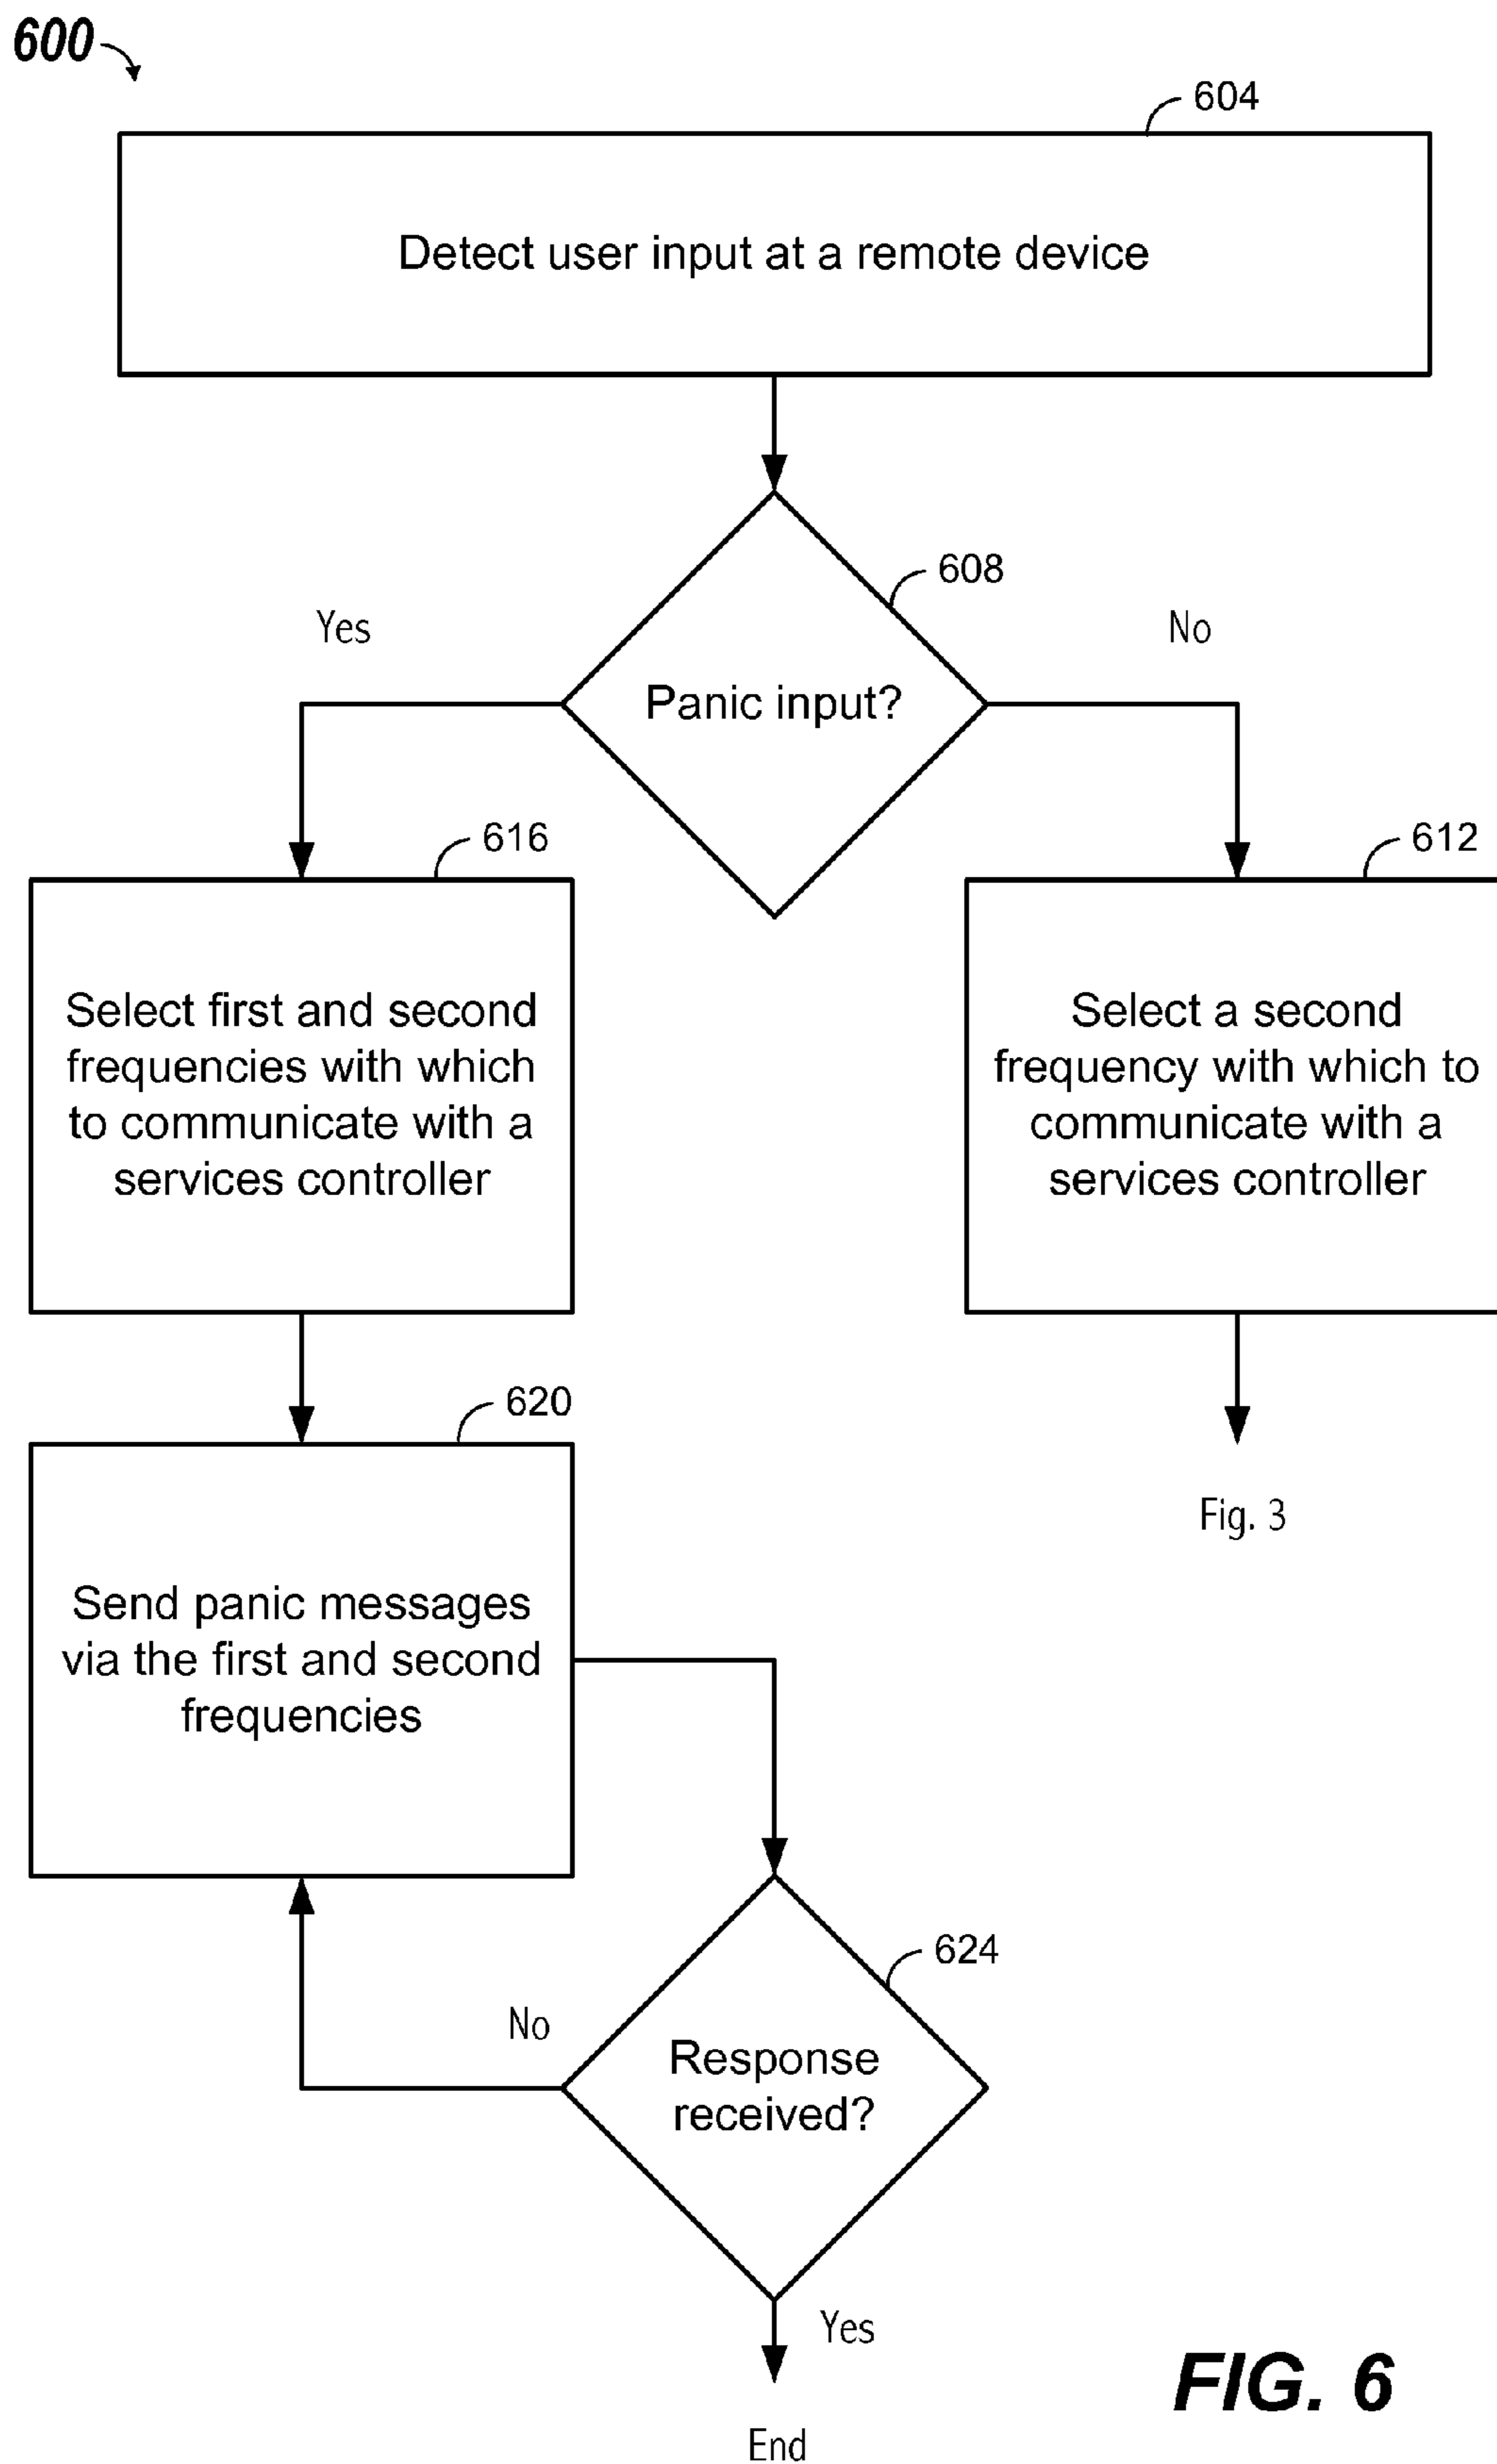 600
604
Detect user input at a remote device
608
Yes
No
Panic input?
616
612
Select first and second
frequencies with which
to communicate with a
services controller
Select a second
frequency with which to
communicate with a
services controller
620
Fig. 3
Send panic messages
via the first and second
frequencies
624
No
Response
received?
Yes
End
FIG. 6